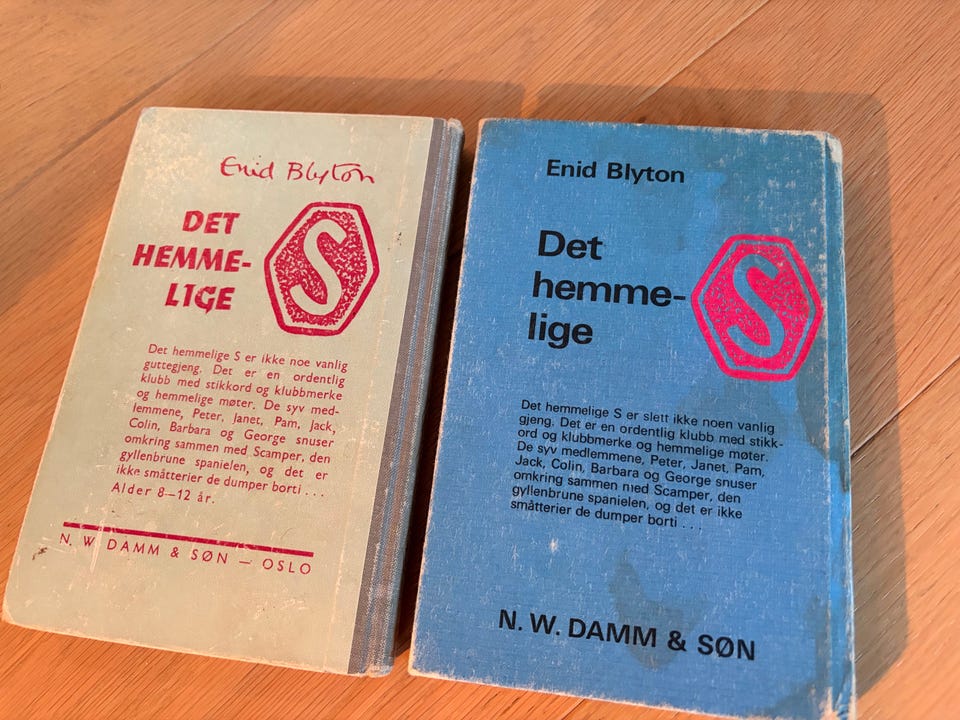 Enid Blyton
DET
HEMME-
LIGE
S
Det hemmelige S er ikke noe vanlig
guttegjeng. Det er en ordentlig
klubb med stikkord og klubbmerke
og hemmelige møter. De syv med-
lemmene, Peter, Janet, Pam, Jack,
Colin, Barbara og George snuser
omkring sammen med Scamper, den
gyllenbrune spanielen, og det er
ikke småtterier de dumper borti . . .
Alder 8—12 år.
N. W. DAMM & SØN — OSLO
Enid Blyton
Det
hemme-
lige
S
Det hemmelige S er slett ikke noen vanlig
gjeng. Det er en ordentlig klubb med stikk-
ord og klubbmerke og hemmelige møter.
De syv medlemmene, Peter, Janet, Pam,
Jack, Colin, Barbara og George snuser
omkring sammen med Scamper, den
gyllenbrune spanielen, og det er ikke
småtterier de dumper borti . . .
N. W. DAMM & SØN